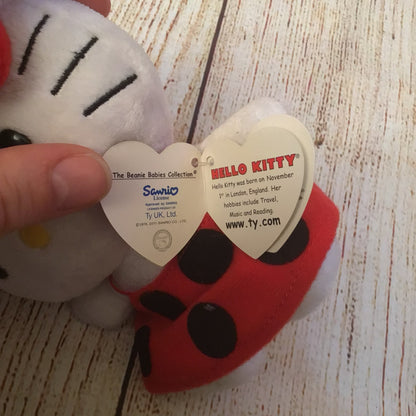 The Beanie Babies Collection
Sanrio
License
Ty UK, Ltd.
HELLO KITTY
Hello Kitty was born on November
1st in London, England. Her
hobbies include Travel,
Music and Reading.
www.ty.com